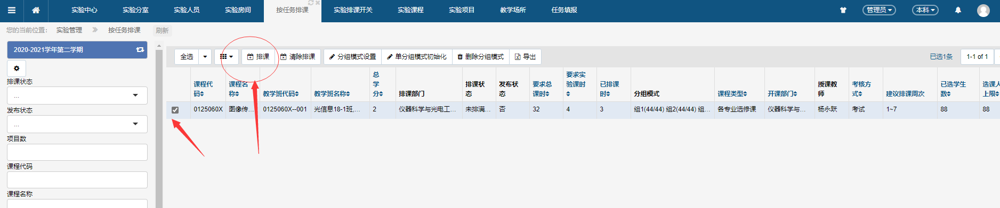 实验中心 实验分室 实验人员 实验房间 按任务排课 实验排课开关 实验课程 实验项目 教学场所 任务填报 管理员 本科
您的当前位置： 实验管理 按任务排课 刷新
2020-2021学年第二学期
排课状态
...
发布状态
...
项目数
课程代码
课程名称
全选 排课 清除排课 分组模式设置 单分组模式初始化 删除分组模式 导出 已选1条 1-1 of 1
课程代码 课程名称 教学班代码 教学班名称 总学分 排课部门 排课状态 发布状态 要求总课时 要求实验课时 已排课时 分组模式 课程类型 开课部门 授课教师 考核方式 建议排课周次 已选学生数 选课人上限
0125060X 图像传... 0125060X--001 光信息18-1班,... 2 仪器科学与光电工... 未排满... 否 32 4 3 组1(44/44) 组2(44/44) 组... 各专业选修课 仪器科学与... 杨永跃 考试 1~7 88 88